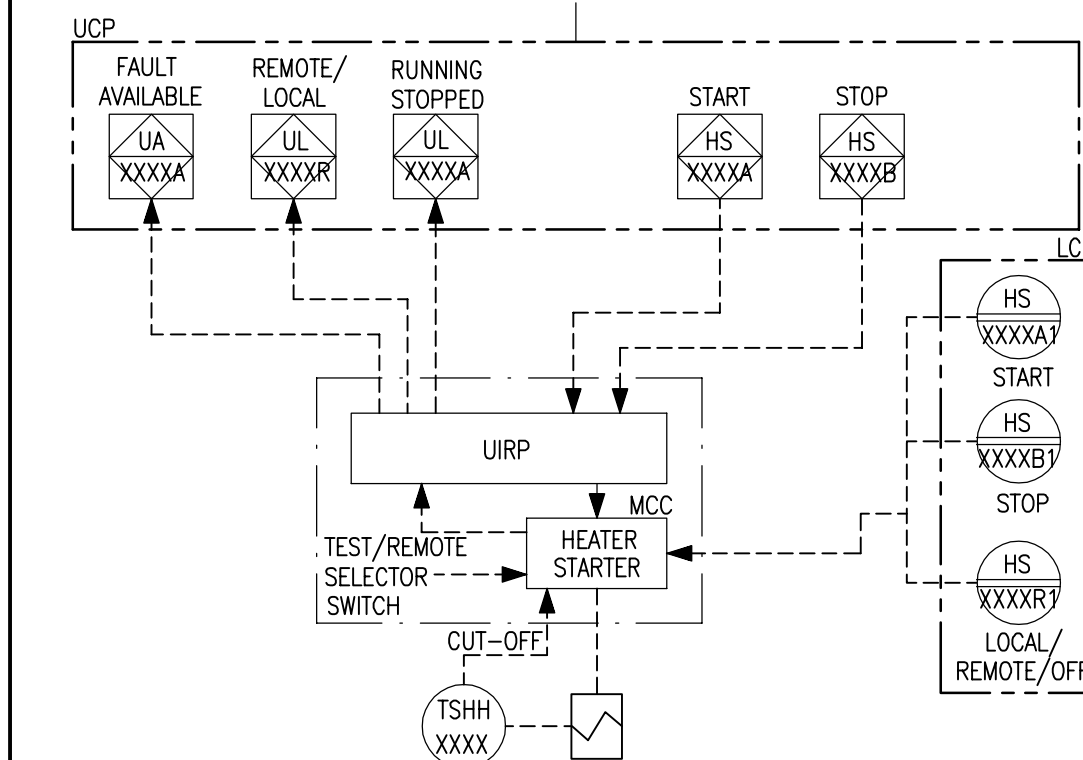 UCP
FAULT
AVAILABLE
UA
XXXXA
REMOTE/
LOCAL
UL
XXXXR
RUNNING
STOPPED
UL
XXXXA
START
HS
XXXXA
STOP
HS
XXXXB
LC
HS
XXXXA1
START
HS
XXXXB1
STOP
HS
XXXXR1
LOCAL/
REMOTE/OFF
UIRP
MCC
HEATER
STARTER
TEST/REMOTE
SELECTOR
SWITCH
CUT-OFF
TSHH
XXXX